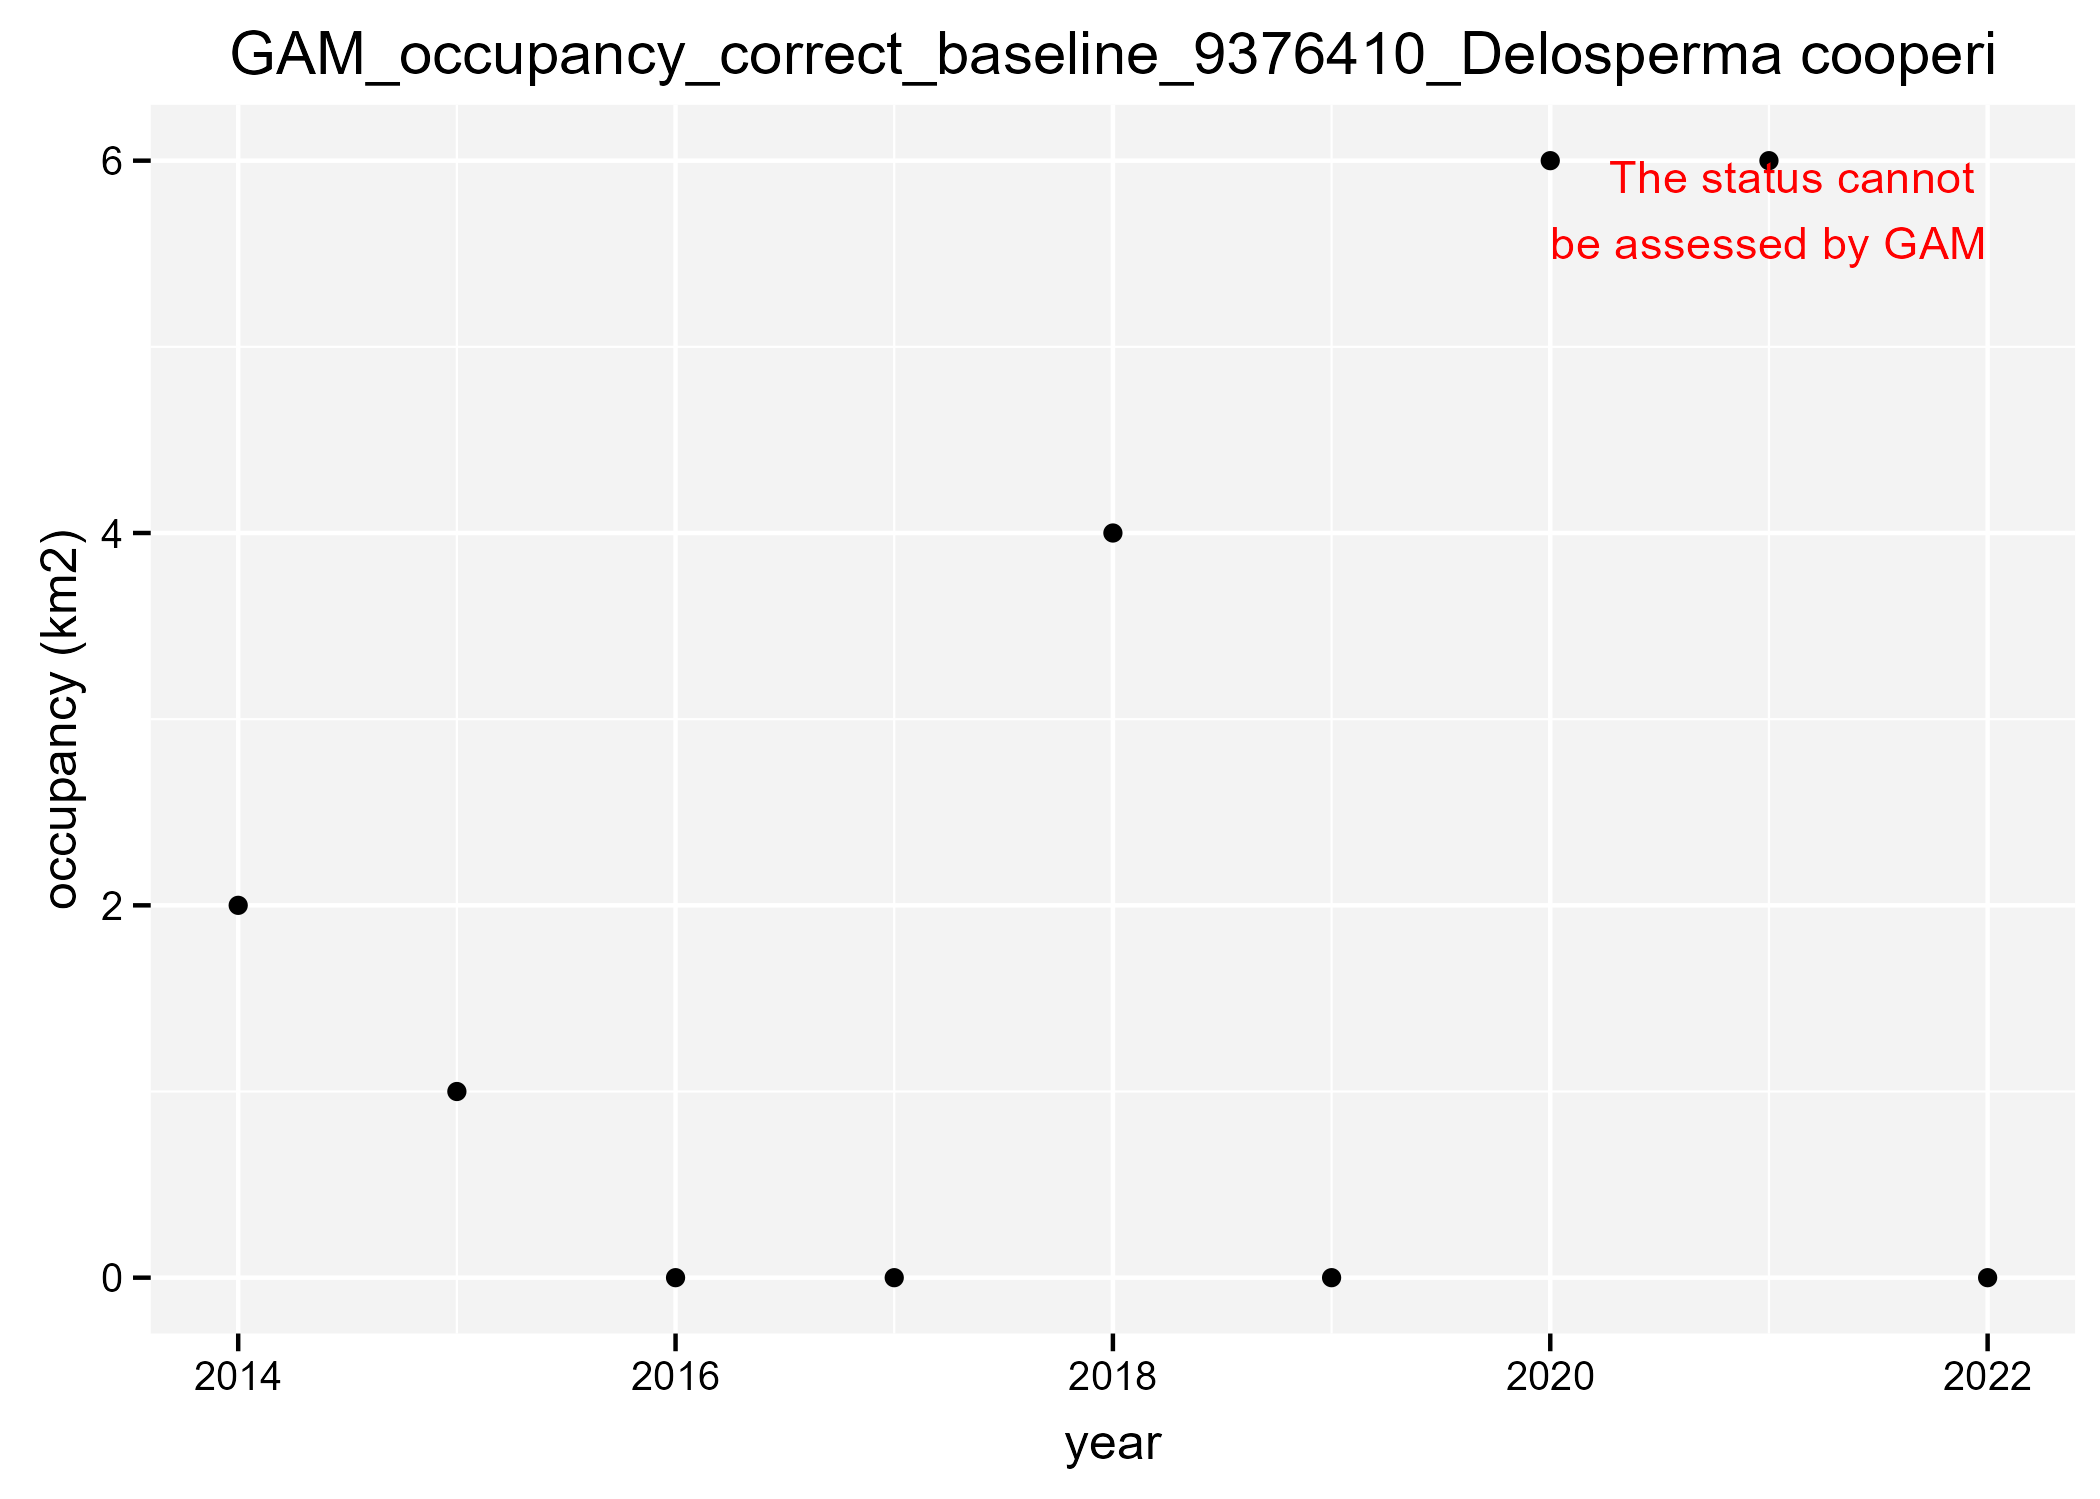 GAM_occupancy_correct_baseline_9376410_Delosperma cooperi
6
The status cannot
be assessed by GAM
4
2
0
occupancy (km2)
2014 2016 2018 2020 2022
year